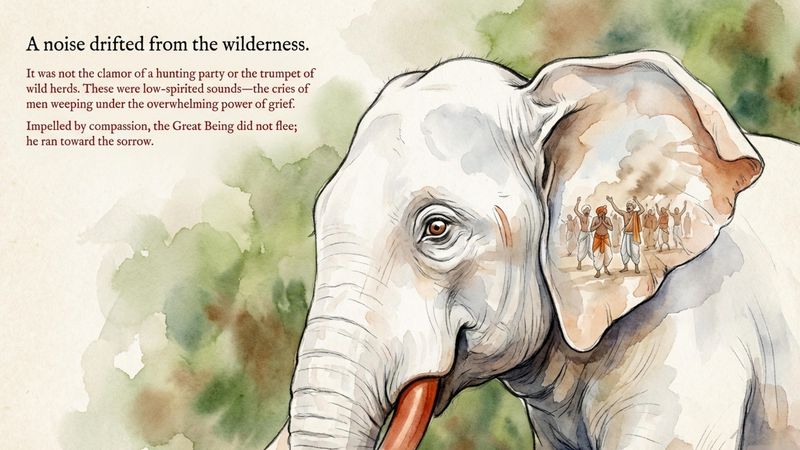 A noise drifted from the wilderness.
It was not the clamor of a hunting party or the trumpet of
wild herds. These were low-spirited sounds—the cries of
men weeping under the overwhelming power of grief.
Impelled by compassion, the Great Being did not flee;
he ran toward the sorrow.